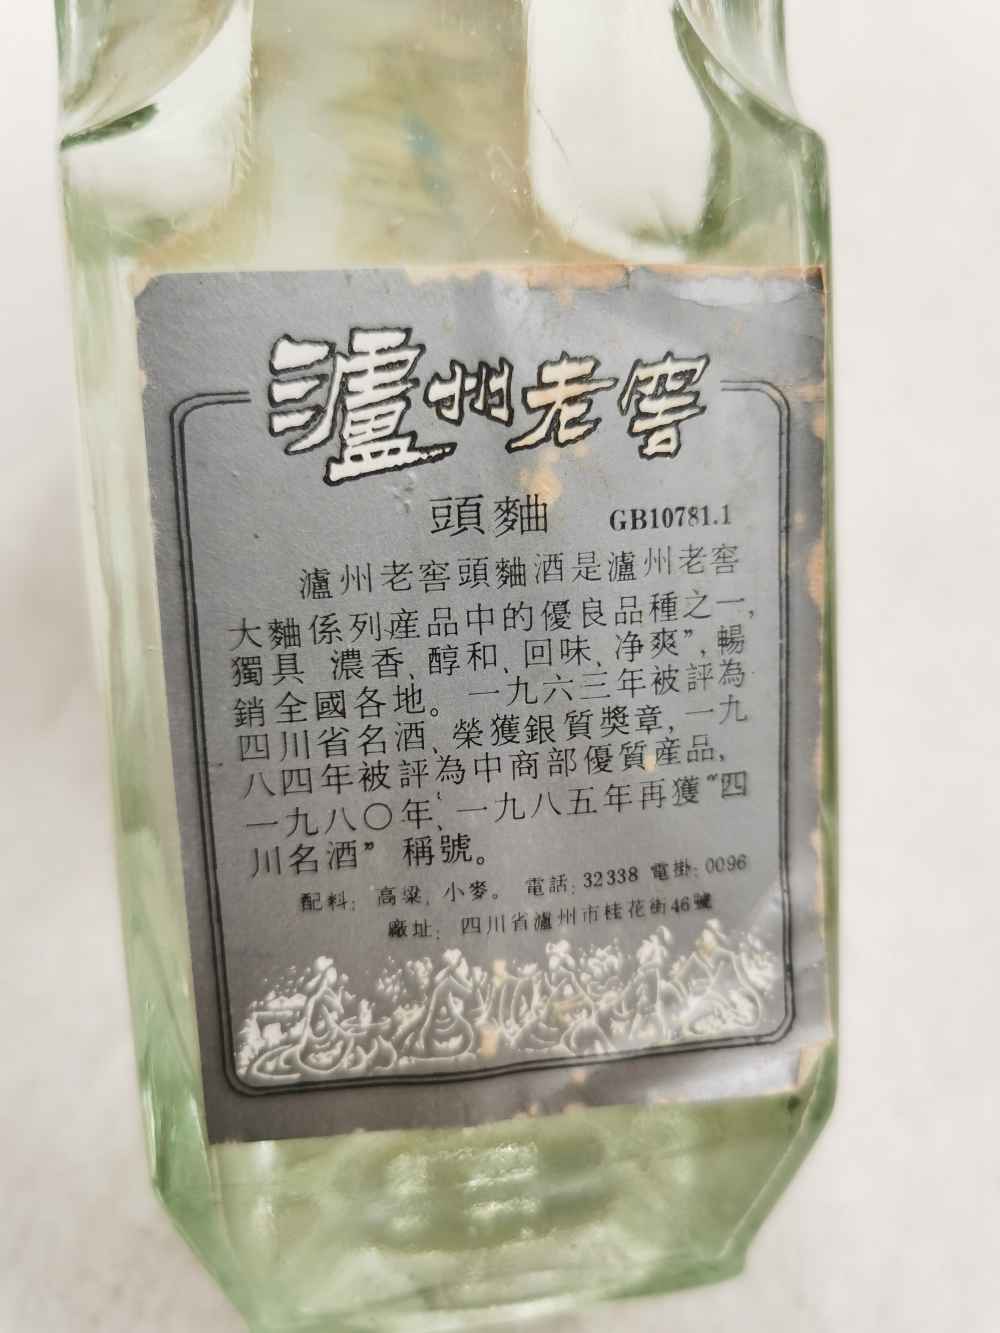 瀘州老窖
頭麯 GB10781.1
瀘州老窖頭麯酒是瀘州老窖
大麯係列産品中的優良品種之一,
獨具 濃香、醇和、回味、净爽”,暢
銷全國各地。一九六三年被評為
四川省名酒、榮獲銀質獎章,一九
八四年被評為中商部優質産品,
一九八〇年、一九八五年再獲“四
川名酒” 稱號。
配料: 高粱, 小麥。 電話: 32338 電掛: 0096
廠址: 四川省瀘州市桂花街46號